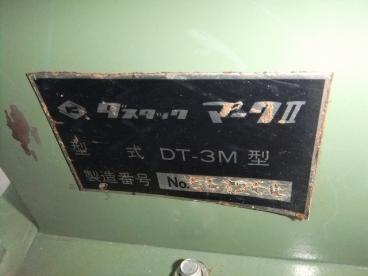 ダスタック マークII
型 式 DT-3M 型
製造番号 No.